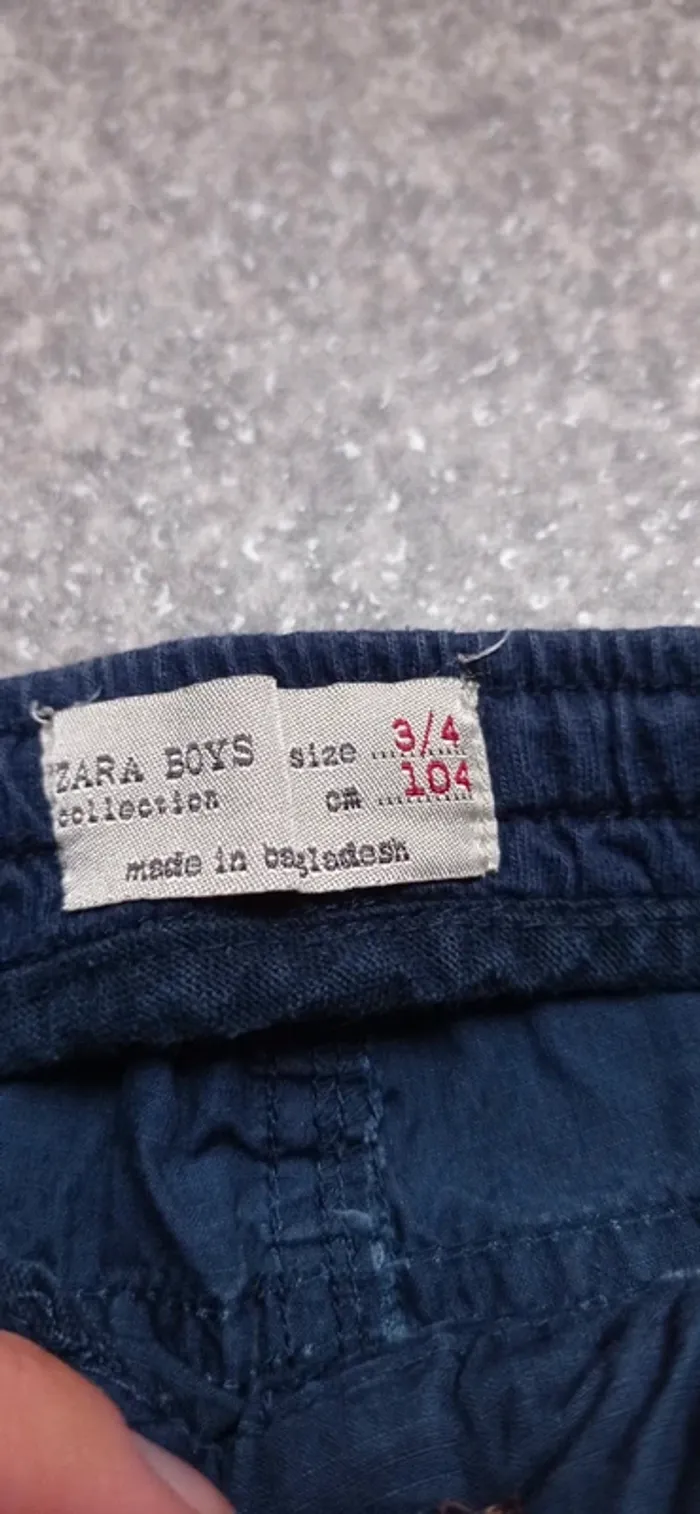 ZARA BOYS
collection
size ........ 3/4
cm ........ 104
made in bagladesh